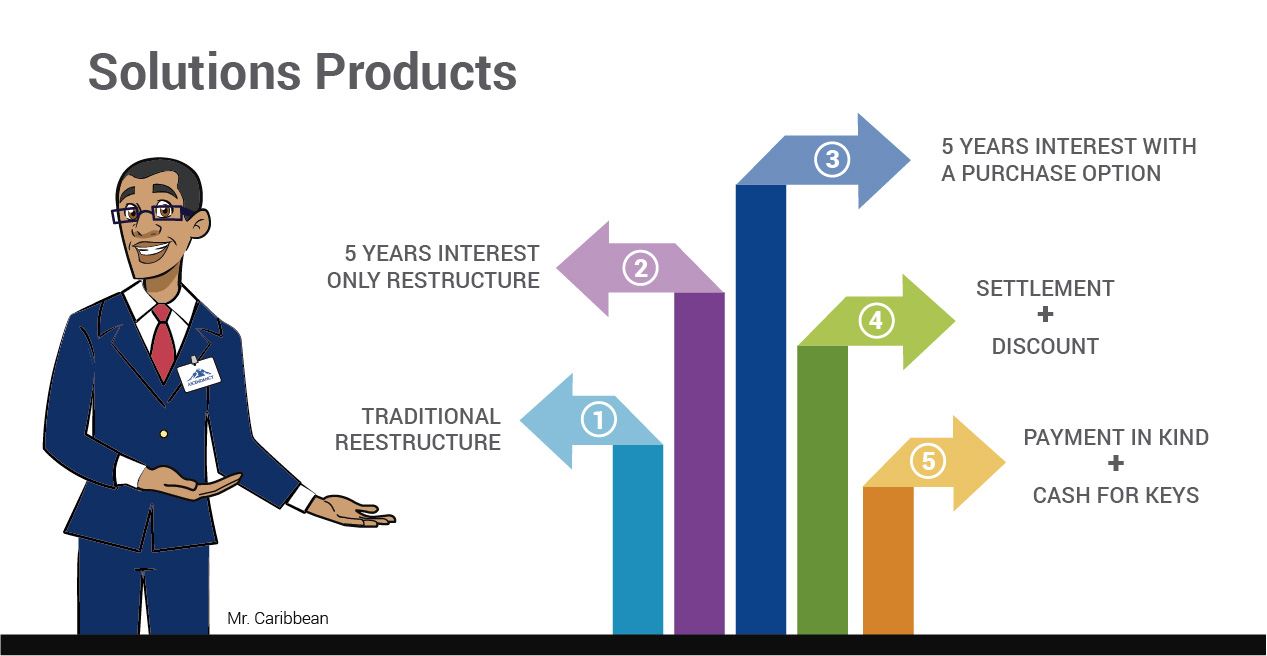 Solutions Products
3
5 YEARS INTEREST WITH
A PURCHASE OPTION
5 YEARS INTEREST
ONLY RESTRUCTURE
2
4
SETTLEMENT
+
DISCOUNT
TRADITIONAL
REESTRUCTURE
1
5
PAYMENT IN KIND
+
CASH FOR KEYS
Mr. Caribbean